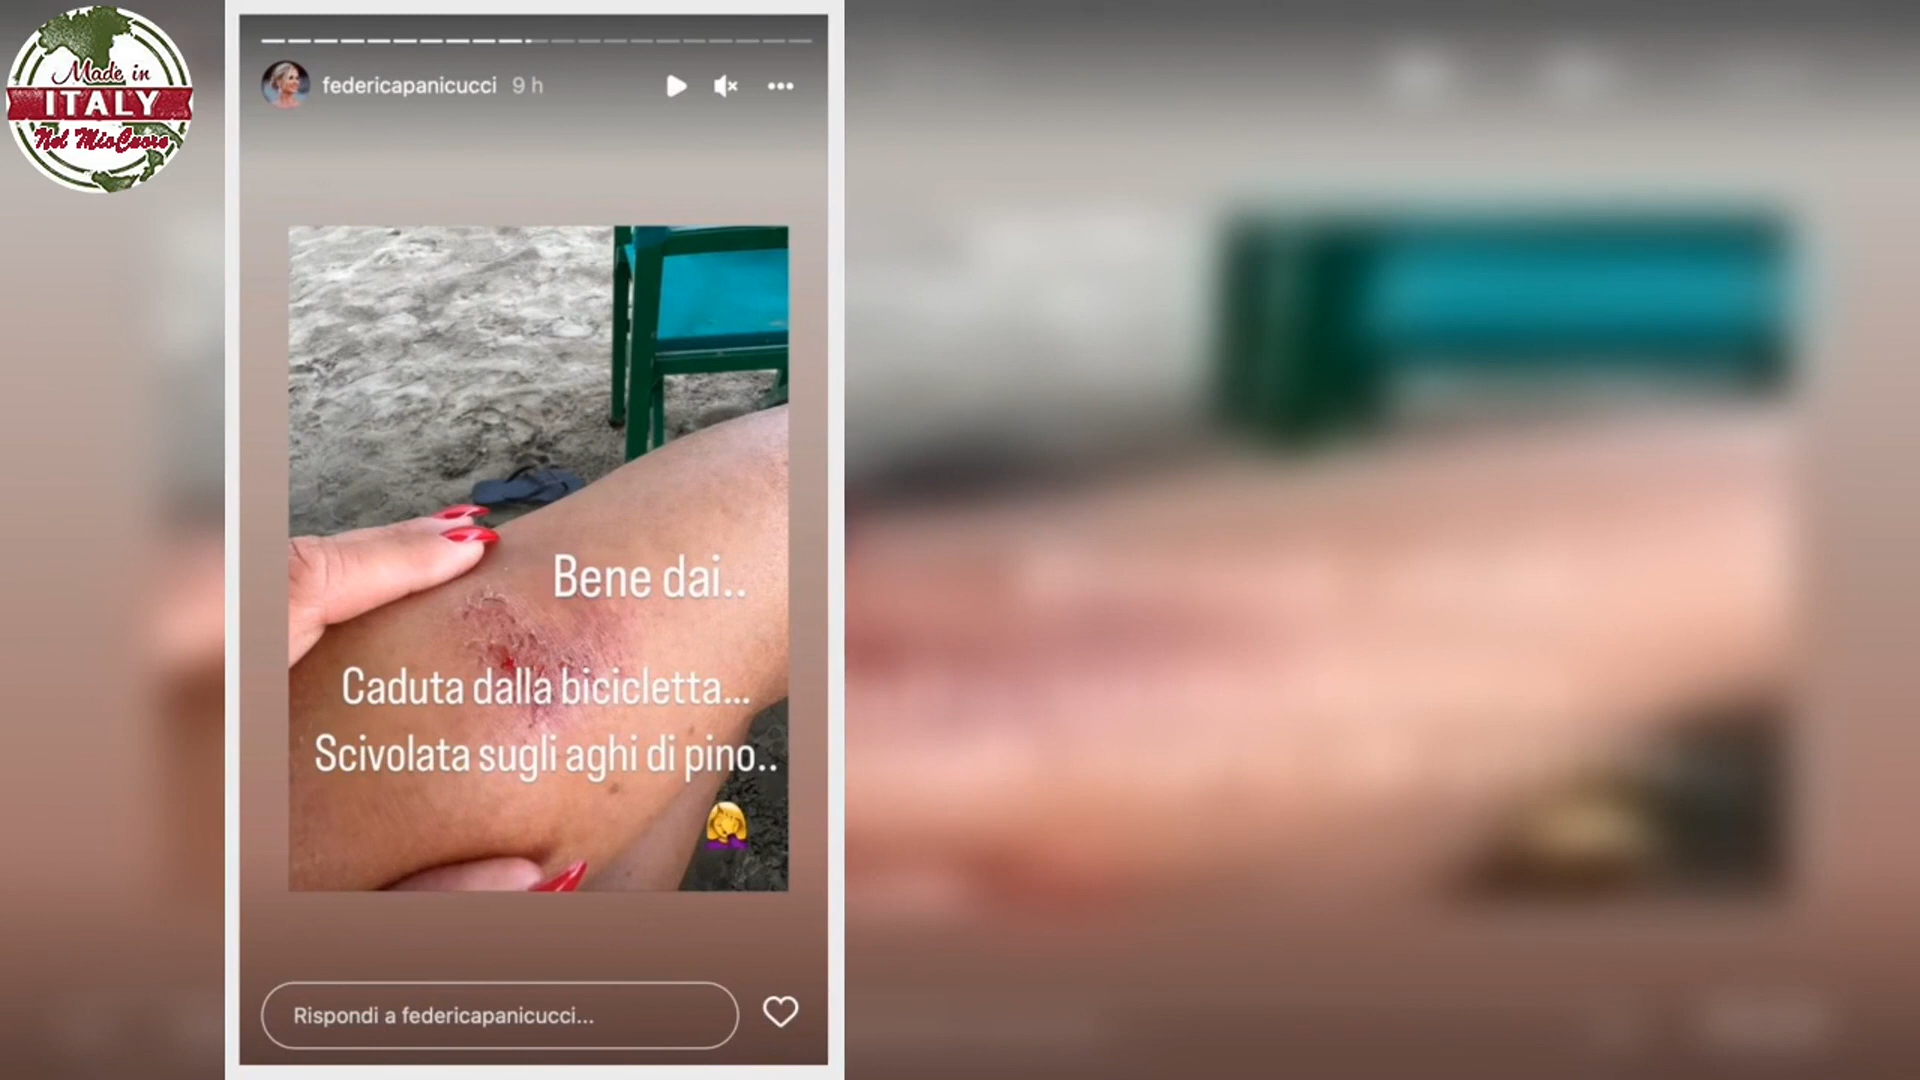 Made in
ITALY
Nel Mio Cuore
federicapanicucci 9 h
Bene dai..
Caduta dalla bicicletta...
Scivolata sugli aghi di pino..
Rispondi a federicapanicucci...